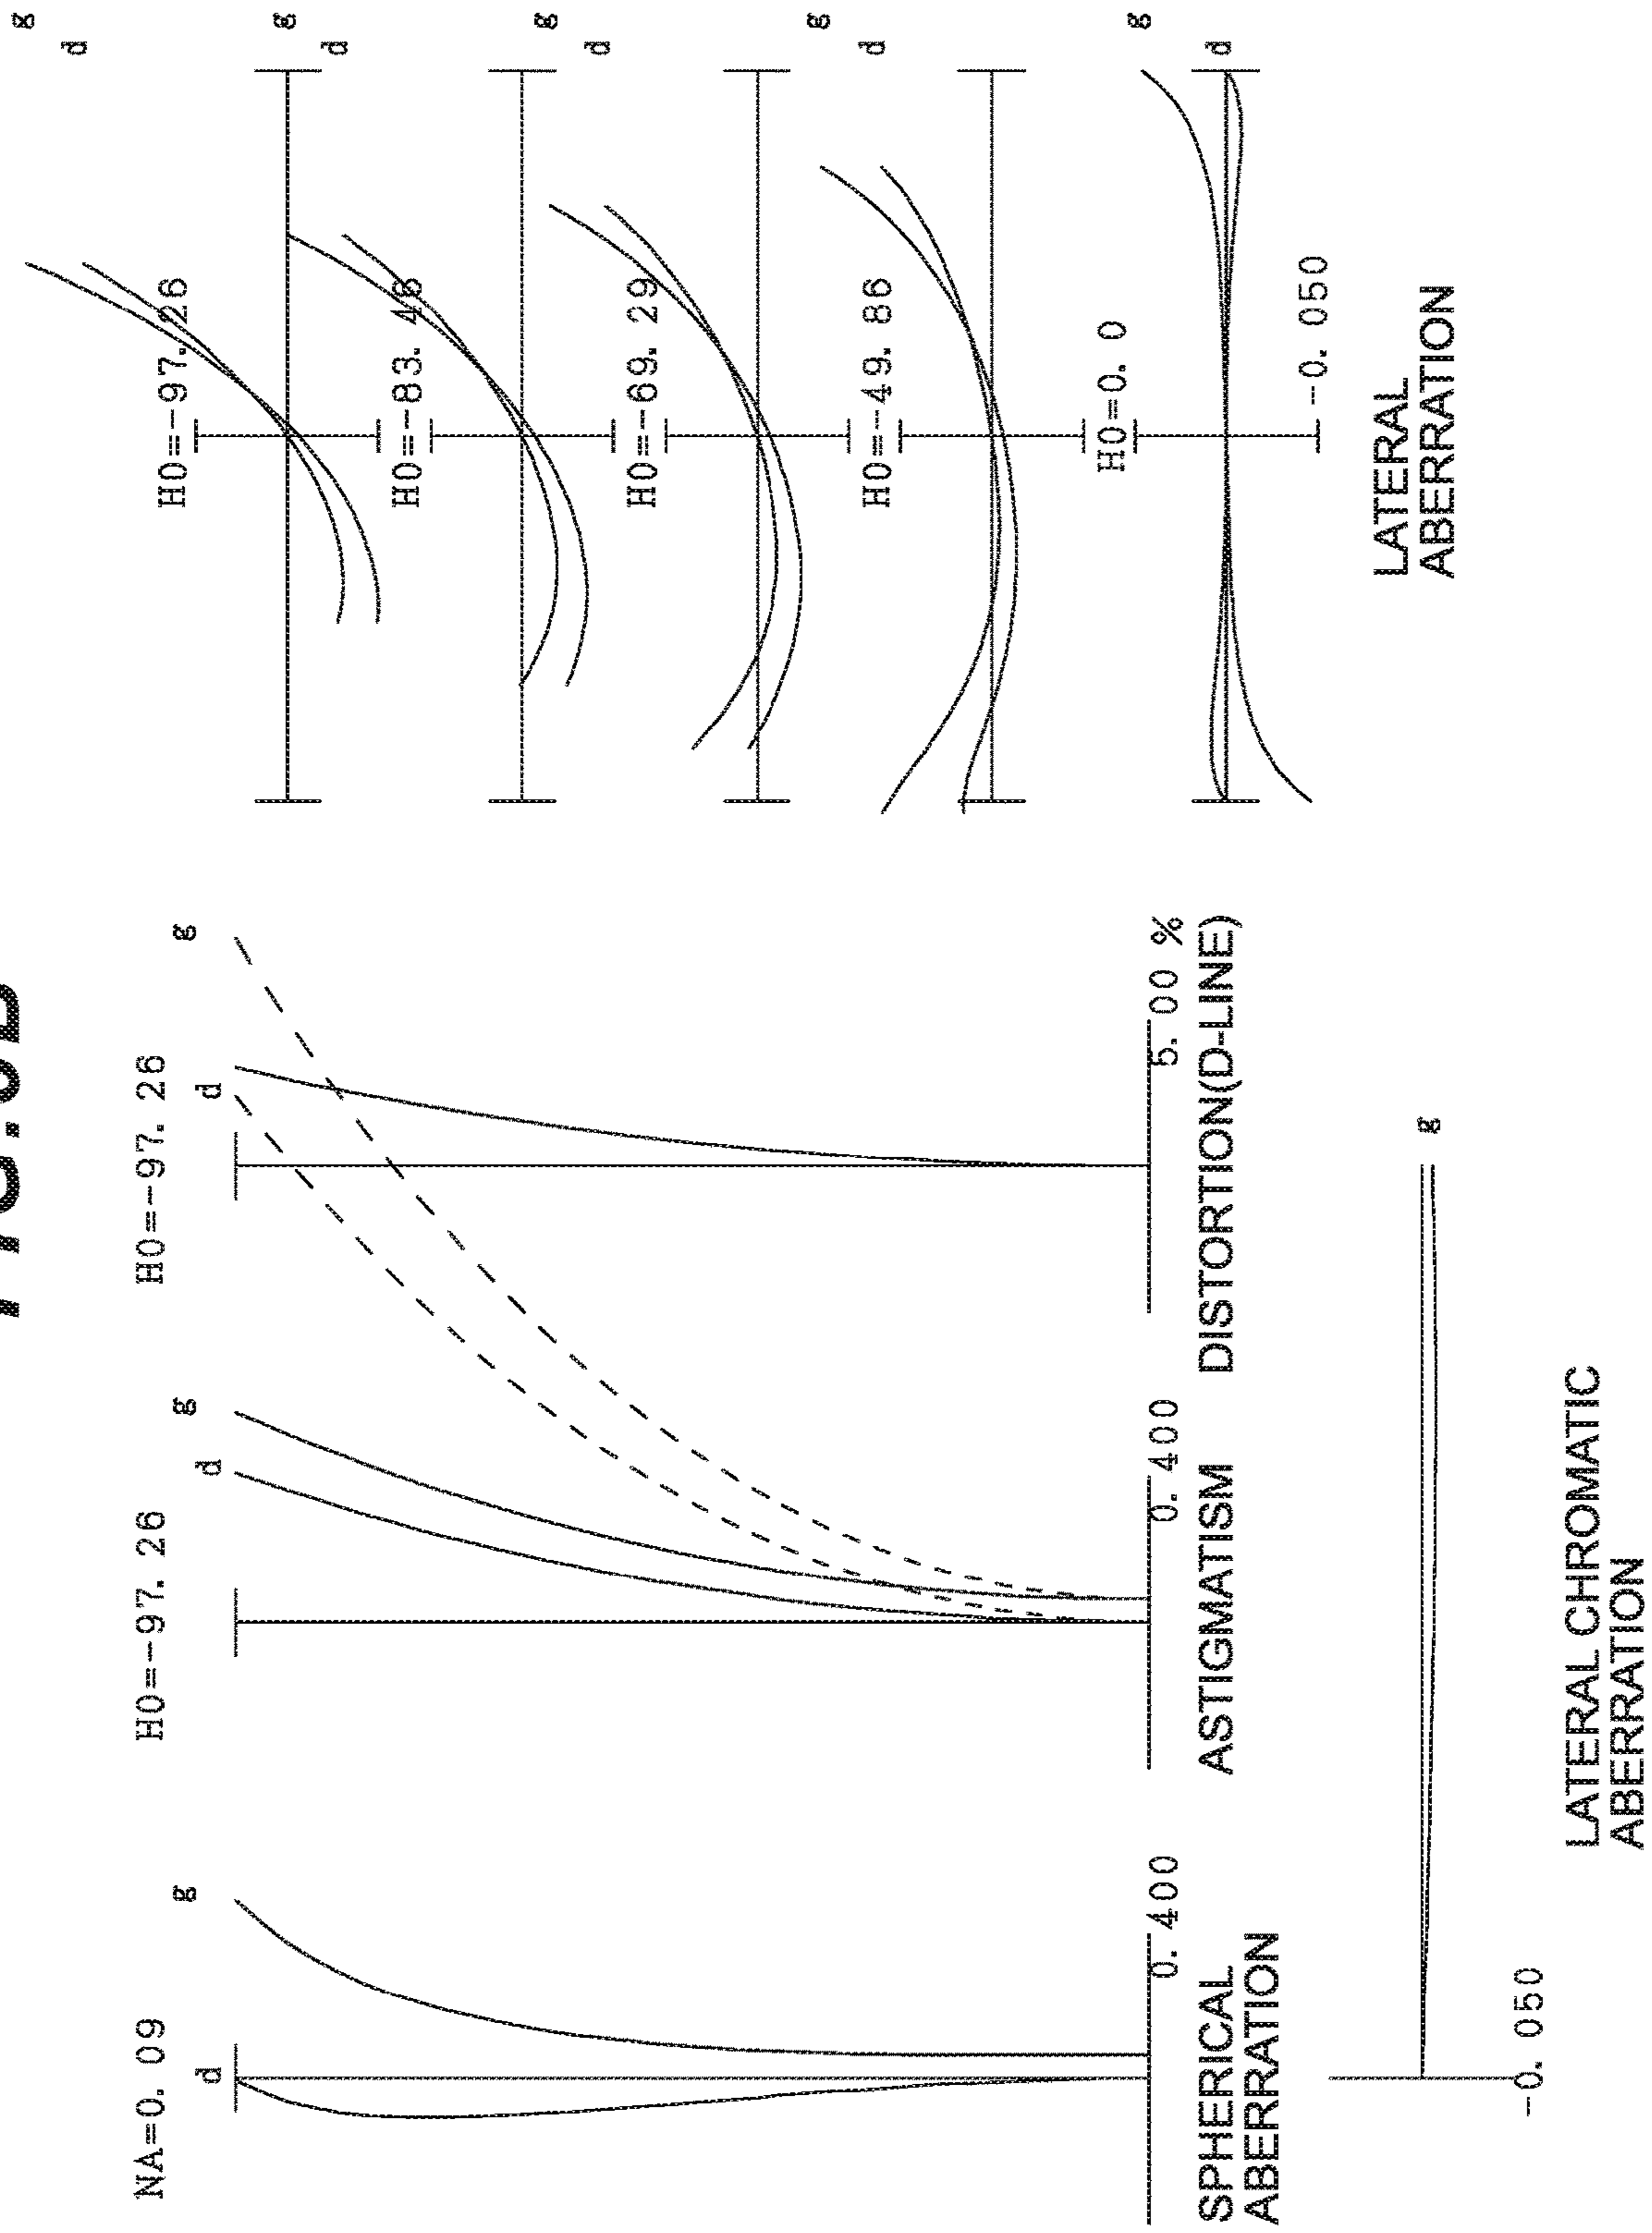 NA=0. 09
d
g
0. 400
SPHERICAL
ABERRATION
H0=-97. 26
d
g
0. 400
ASTIGMATISM
H0=-97. 26
d
g
5. 00 %
DISTORTION(D-LINE)
-0. 050
g
LATERAL CHROMATIC
ABERRATION
H0=-97. 26
g
d
H0=-83. 46
g
d
H0=-69. 29
g
d
H0=-49. 86
g
d
H0=0. 0
g
d
-0. 050
LATERAL
ABERRATION